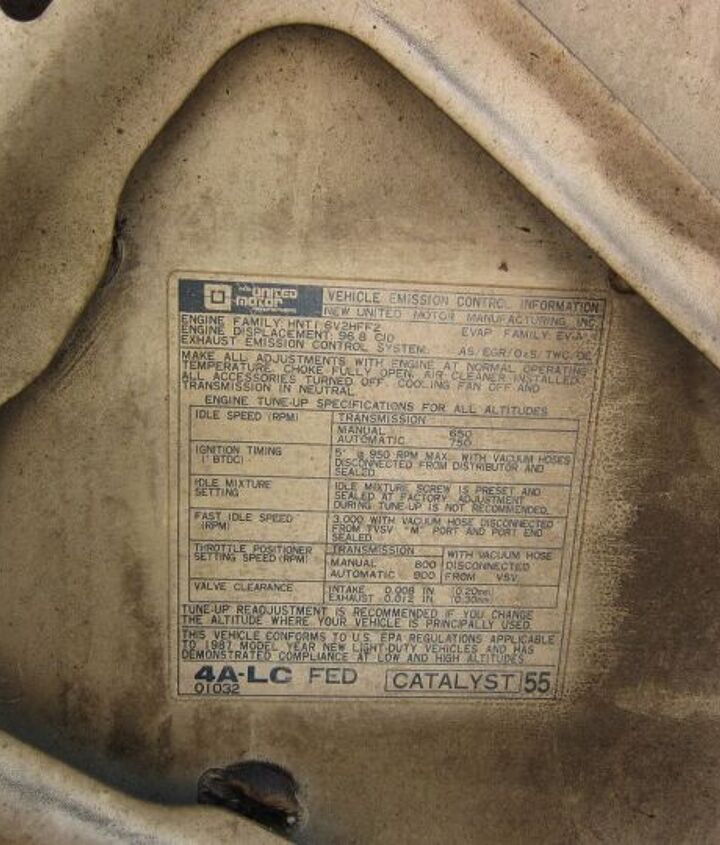 UNITED
MOTOR
VEHICLE EMISSION CONTROL INFORMATION
NEW UNITED MOTOR MANUFACTURING, INC.
ENGINE FAMILY: HNT1.6V2HFF2
EVAP FAMILY:
ENGINE DISPLACEMENT: 96.8 CID
EXHAUST EMISSION CONTROL SYSTEM: AS/EGR/OxS/TWC/OC
MAKE ALL ADJUSTMENTS WITH ENGINE AT NORMAL OPERATING
TEMPERATURE, CHOKE FULLY OPEN, AIR CLEANER INSTALLED,
ALL ACCESSORIES TURNED OFF, COOLING FAN OFF AND
TRANSMISSION IN NEUTRAL
ENGINE TUNE-UP SPECIFICATIONS FOR ALL ALTITUDES
IDLE SPEED (RPM)
TRANSMISSION
MANUAL 650
AUTOMATIC 750
IGNITION TIMING
(° BTDC)
5° @ 950 RPM MAX. WITH VACUUM HOSES
DISCONNECTED FROM DISTRIBUTOR AND
SEALED
IDLE MIXTURE
SETTING
IDLE MIXTURE SCREW IS PRESET AND
SEALED AT FACTORY. ADJUSTMENT
DURING TUNE-UP IS NOT RECOMMENDED.
FAST IDLE SPEED
(RPM)
3,000 WITH VACUUM HOSE DISCONNECTED
FROM TVSV "M" PORT AND PORT END
SEALED
THROTTLE POSITIONER
SETTING SPEED (RPM)
TRANSMISSION
MANUAL 800
AUTOMATIC 900
WITH VACUUM HOSE
DISCONNECTED
FROM VSV
VALVE CLEARANCE
INTAKE 0.008 IN (0.20mm)
EXHAUST 0.012 IN (0.30mm)
TUNE-UP READJUSTMENT IS RECOMMENDED IF YOU CHANGE
THE ALTITUDE WHERE YOUR VEHICLE IS PRINCIPALLY USED
THIS VEHICLE CONFORMS TO U.S. EPA REGULATIONS APPLICABLE
TO 1987 MODEL YEAR NEW LIGHT-DUTY VEHICLES AND HAS
DEMONSTRATED COMPLIANCE AT LOW AND HIGH ALTITUDES
4A-LC FED
CATALYST 55
01032